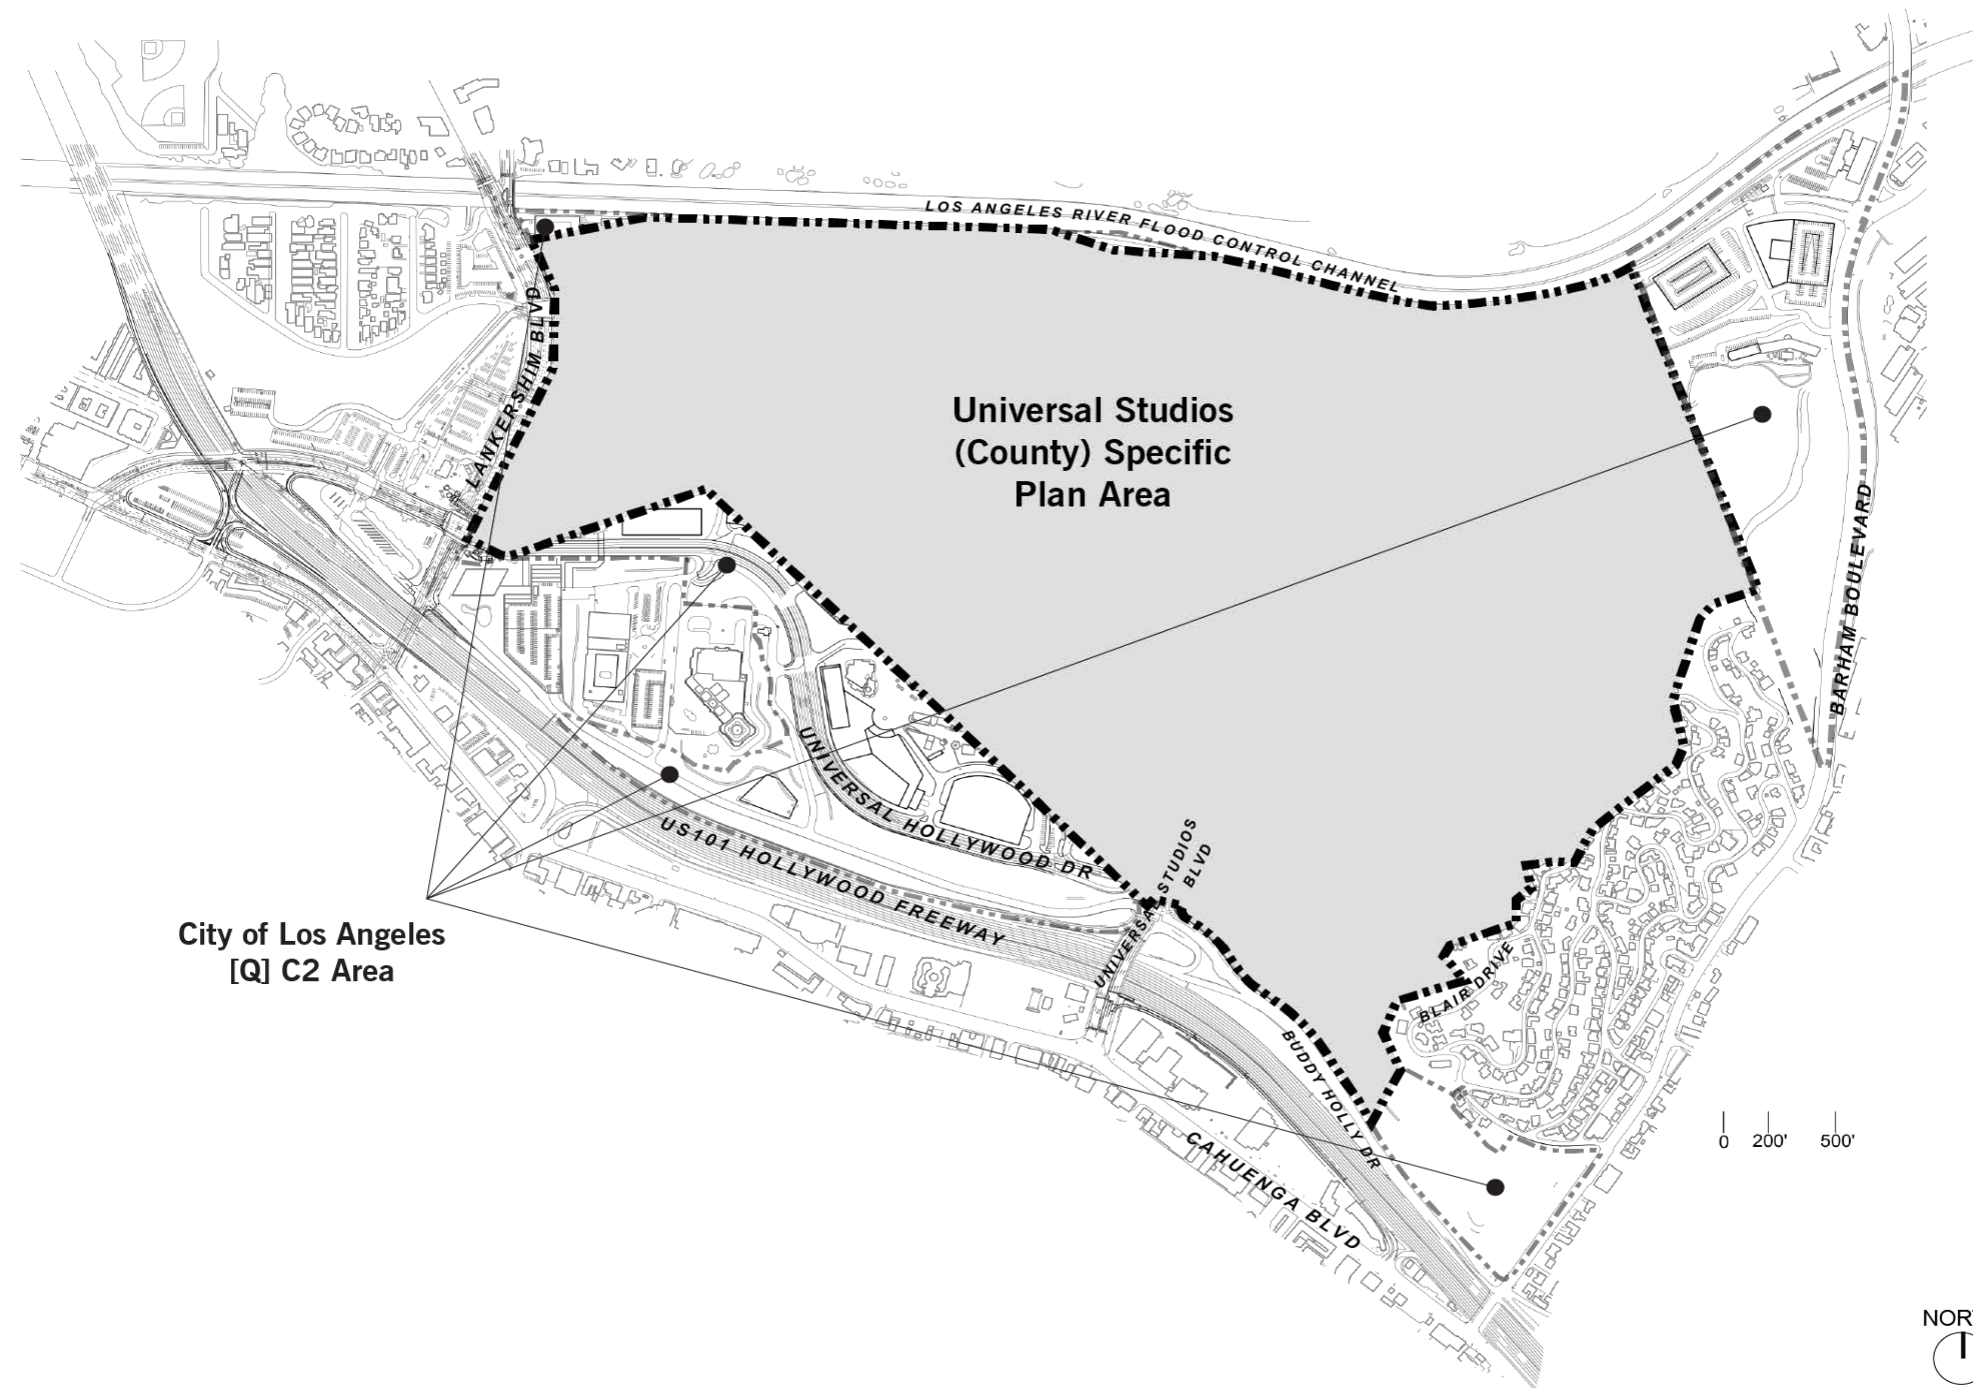 LOS ANGELES RIVER FLOOD CONTROL CHANNEL
LANKERSHIM BLVD
Universal Studios
(County) Specific
Plan Area
BARHAM BOULEVARD
UNIVERSAL HOLLYWOOD DR
US101 HOLLYWOOD FREEWAY
UNIVERSAL STUDIOS
BLVD
City of Los Angeles
[Q] C2 Area
BLAIR DRIVE
BUDDY HOLLY DR
CAHUENGA BLVD
0 200' 500'
NOR